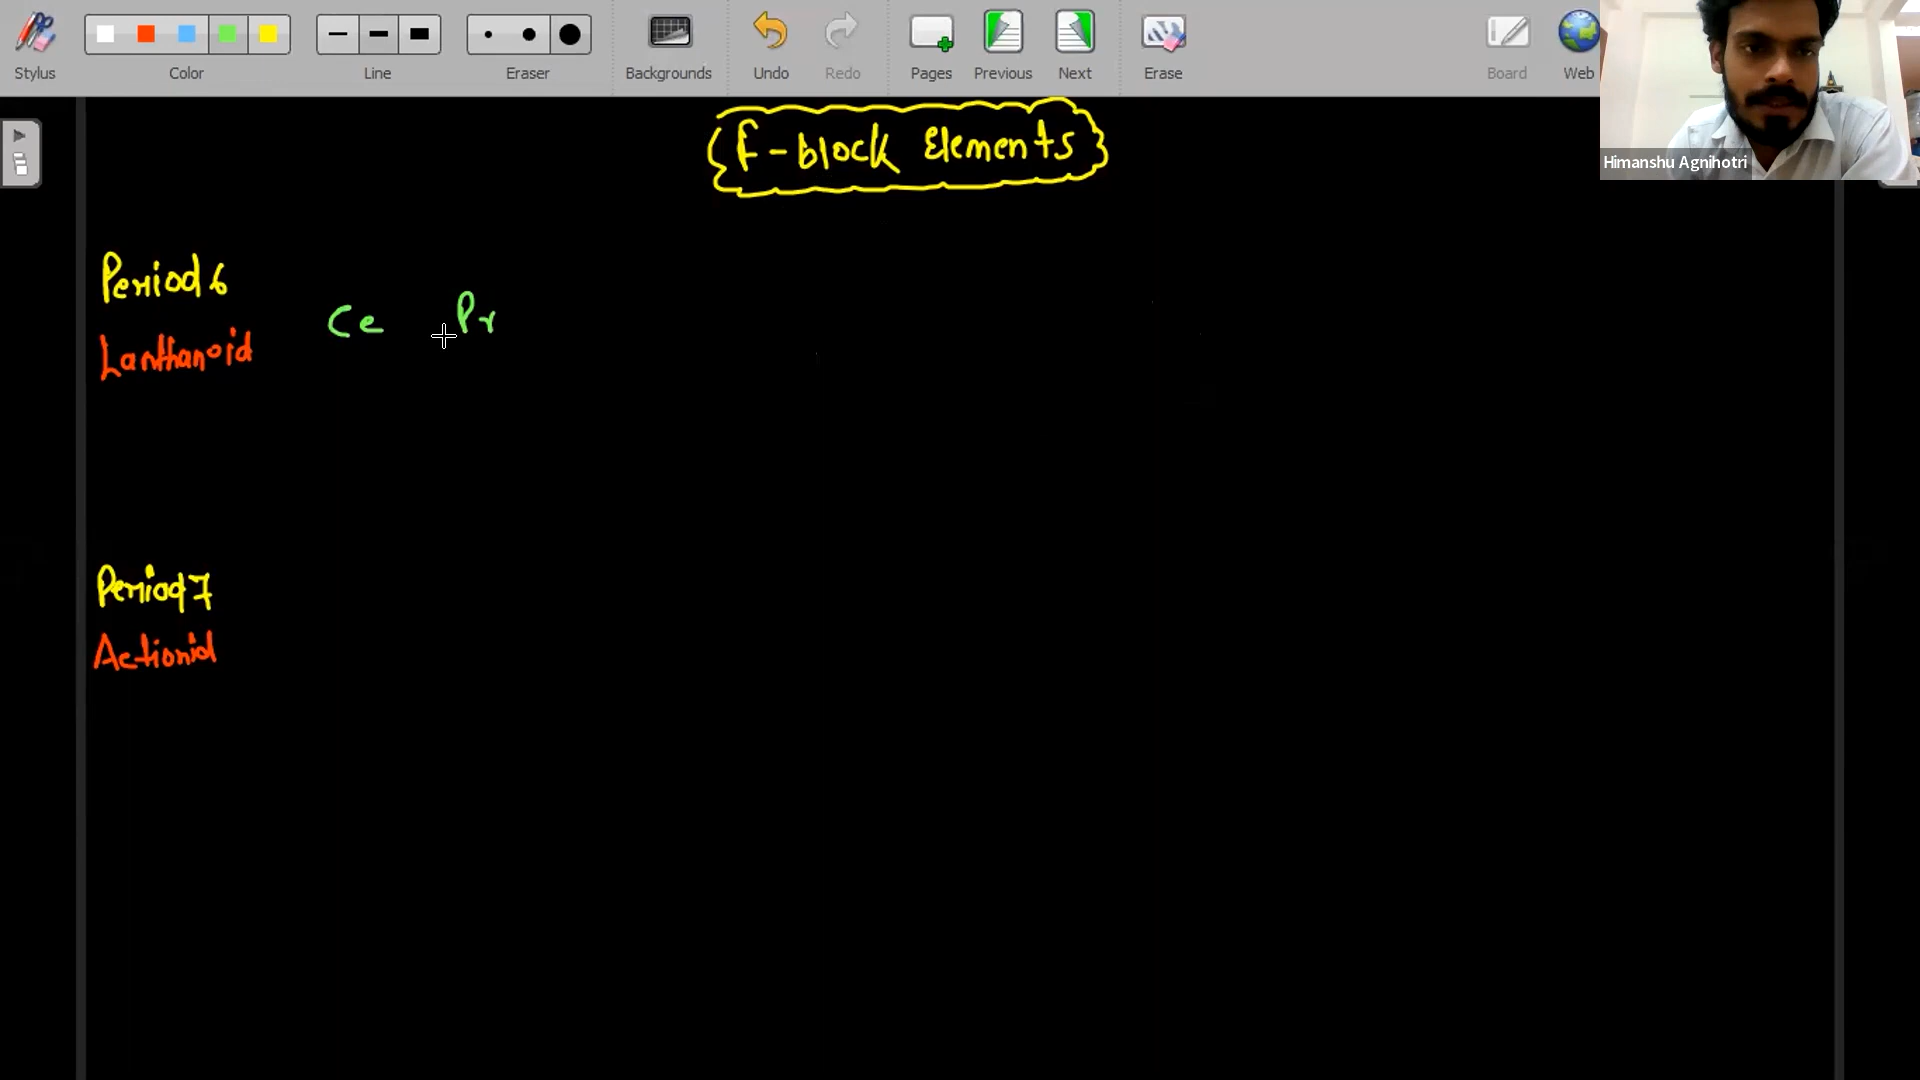 Stylus
Color
Line
Eraser
Backgrounds
Undo
Redo
Pages
Previous
Next
Erase
Board
Web
Himanshu Agnihotri
F-block Elements
Period 6
Ce Pr
Lanthanoid
Period 7
Actionid